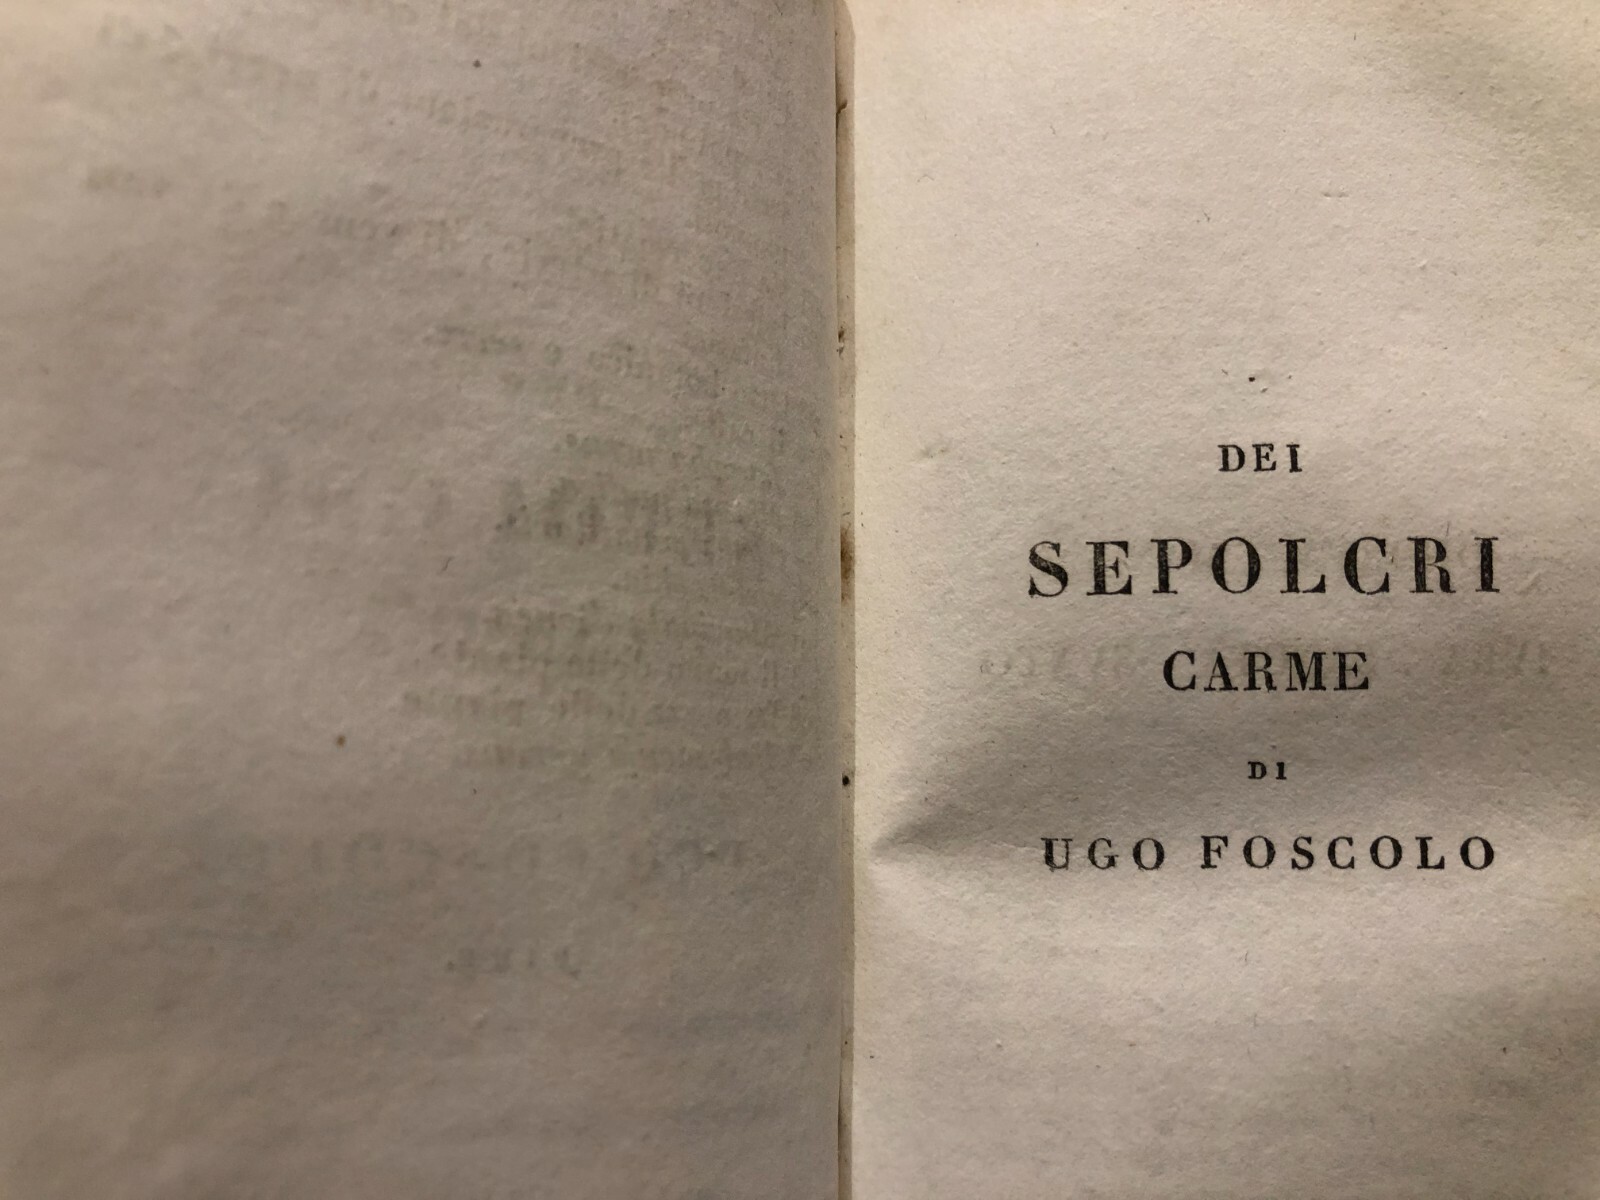 DEI
SEPOLCRI
CARME
DI
UGO FOSCOLO